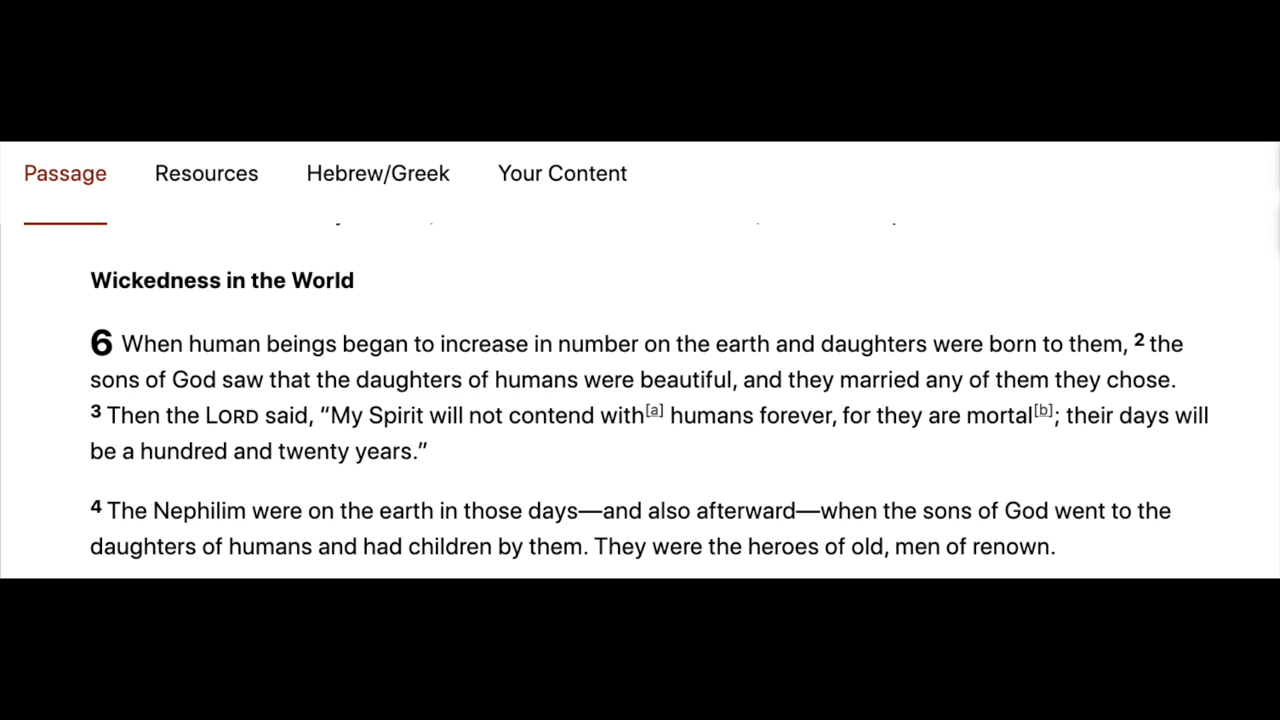 Passage Resources Hebrew/Greek Your Content
Wickedness in the World
6 When human beings began to increase in number on the earth and daughters were born to them, 2 the
sons of God saw that the daughters of humans were beautiful, and they married any of them they chose.
3 Then the LORD said, “My Spirit will not contend with[a] humans forever, for they are mortal[b]; their days will
be a hundred and twenty years.”
4 The Nephilim were on the earth in those days—and also afterward—when the sons of God went to the
daughters of humans and had children by them. They were the heroes of old, men of renown.